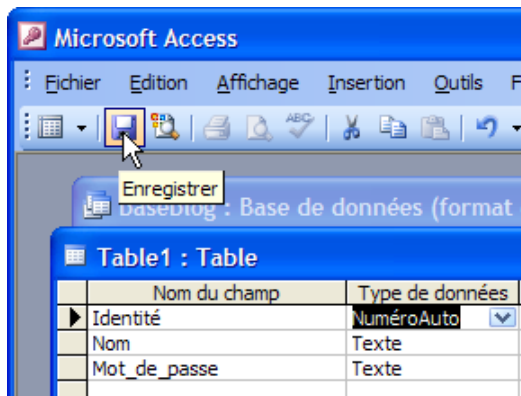 Microsoft Access
Fichier Edition Affichage Insertion Outils F
ABC
Enregistrer
BaseBlog : Base de données (format
Table1 : Table
Nom du champ Type de données
Identité NuméroAuto
Nom Texte
Mot_de_passe Texte